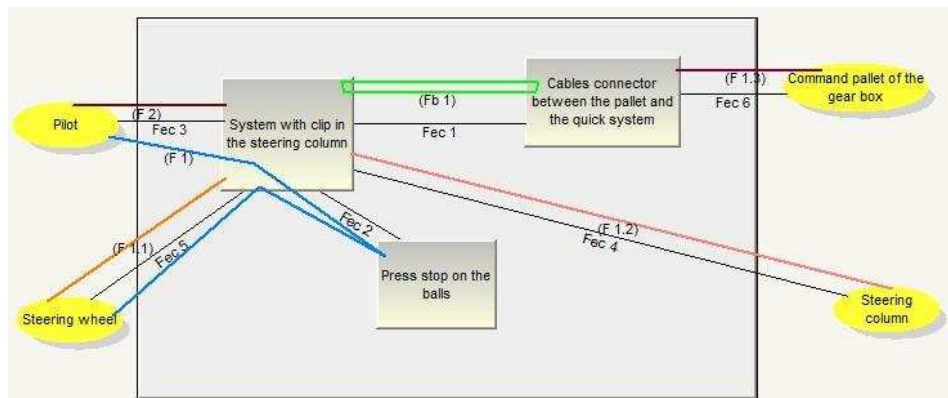 Pilot
(F 2)
Fec 3
(F 1)
System with clip in
the steering column
(Fb 1)
Fec 1
Cables connector
between the pallet and
the quick system
(F 1.3)
Fec 6
Command pallet of the
gear box
(F 1.1)
Fec 5
Fec 2
(F 1.2)
Fec 4
Press stop on the
balls
Steering wheel
Steering
column